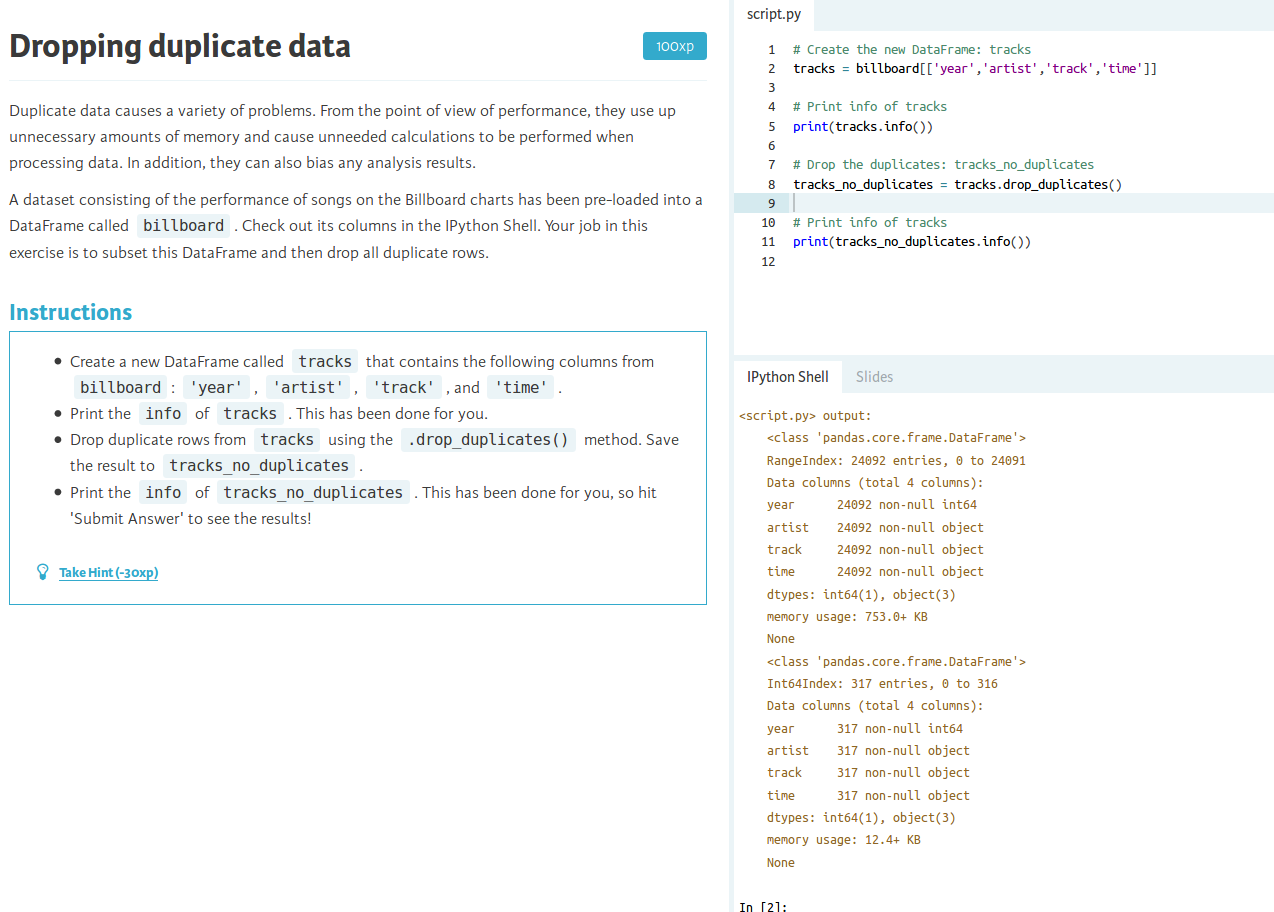 Dropping duplicate data
100xp
Duplicate data causes a variety of problems. From the point of view of performance, they use up
unnecessary amounts of memory and cause unneeded calculations to be performed when
processing data. In addition, they can also bias any analysis results.
A dataset consisting of the performance of songs on the Billboard charts has been pre-loaded into a
DataFrame called billboard . Check out its columns in the IPython Shell. Your job in this
exercise is to subset this DataFrame and then drop all duplicate rows.
Instructions
● Create a new DataFrame called tracks that contains the following columns from
billboard : 'year' , 'artist' , 'track' , and 'time' .
● Print the info of tracks . This has been done for you.
● Drop duplicate rows from tracks using the .drop_duplicates() method. Save
the result to tracks_no_duplicates .
● Print the info of tracks_no_duplicates . This has been done for you, so hit
'Submit Answer' to see the results!
Take Hint (-30xp)
script.py
1 # Create the new DataFrame: tracks
2 tracks = billboard[['year','artist','track','time']]
3
4 # Print info of tracks
5 print(tracks.info())
6
7 # Drop the duplicates: tracks_no_duplicates
8 tracks_no_duplicates = tracks.drop_duplicates()
9
10 # Print info of tracks
11 print(tracks_no_duplicates.info())
12
IPython Shell Slides
<script.py> output:
<class 'pandas.core.frame.DataFrame'>
RangeIndex: 24092 entries, 0 to 24091
Data columns (total 4 columns):
year 24092 non-null int64
artist 24092 non-null object
track 24092 non-null object
time 24092 non-null object
dtypes: int64(1), object(3)
memory usage: 753.0+ KB
None
<class 'pandas.core.frame.DataFrame'>
Int64Index: 317 entries, 0 to 316
Data columns (total 4 columns):
year 317 non-null int64
artist 317 non-null object
track 317 non-null object
time 317 non-null object
dtypes: int64(1), object(3)
memory usage: 12.4+ KB
None
In [2]: